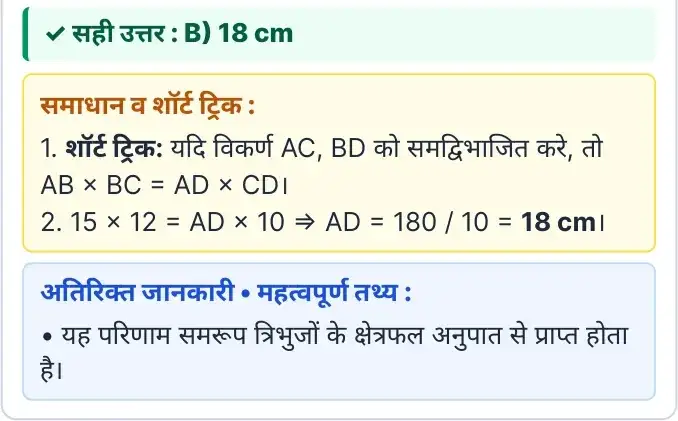 ✓ सही उत्तर : B) 18 cm
समाधान व शॉर्ट ट्रिक :
1. शॉर्ट ट्रिक: यदि विकर्ण AC, BD को समद्विभाजित करे, तो
AB × BC = AD × CD।
2. 15 × 12 = AD × 10 ⇒ AD = 180 / 10 = 18 cm।
अतिरिक्त जानकारी • महत्वपूर्ण तथ्य :
• यह परिणाम समरूप त्रिभुजों के क्षेत्रफल अनुपात से प्राप्त होता
है।